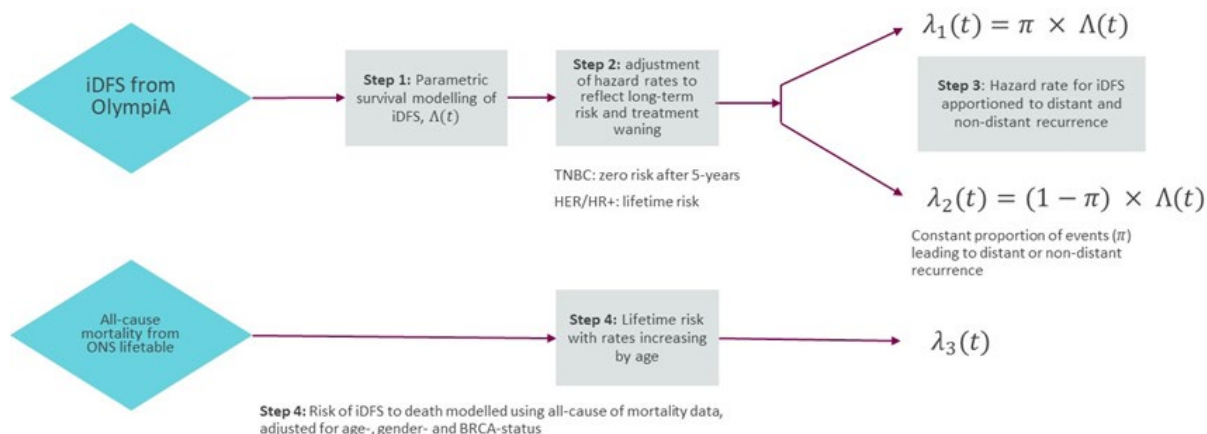 iDFS from
OlympiA
Step 1: Parametric
survival modelling of
iDFS, Λ(t)
Step 2: adjustment
of hazard rates to
reflect long-term
risk and treatment
waning
TNBC: zero risk after 5-years
HER/HR+: lifetime risk
λ₁(t) = π × Λ(t)
Step 3: Hazard rate for iDFS
apportioned to distant and
non-distant recurrence
λ₂(t) = (1 − π) × Λ(t)
Constant proportion of events (π)
leading to distant or non-distant
recurrence
All-cause
mortality from
ONS lifetable
Step 4: Lifetime risk
with rates increasing
by age
λ₃(t)
Step 4: Risk of iDFS to death modelled using all-cause of mortality data,
adjusted for age-, gender- and BRCA-status